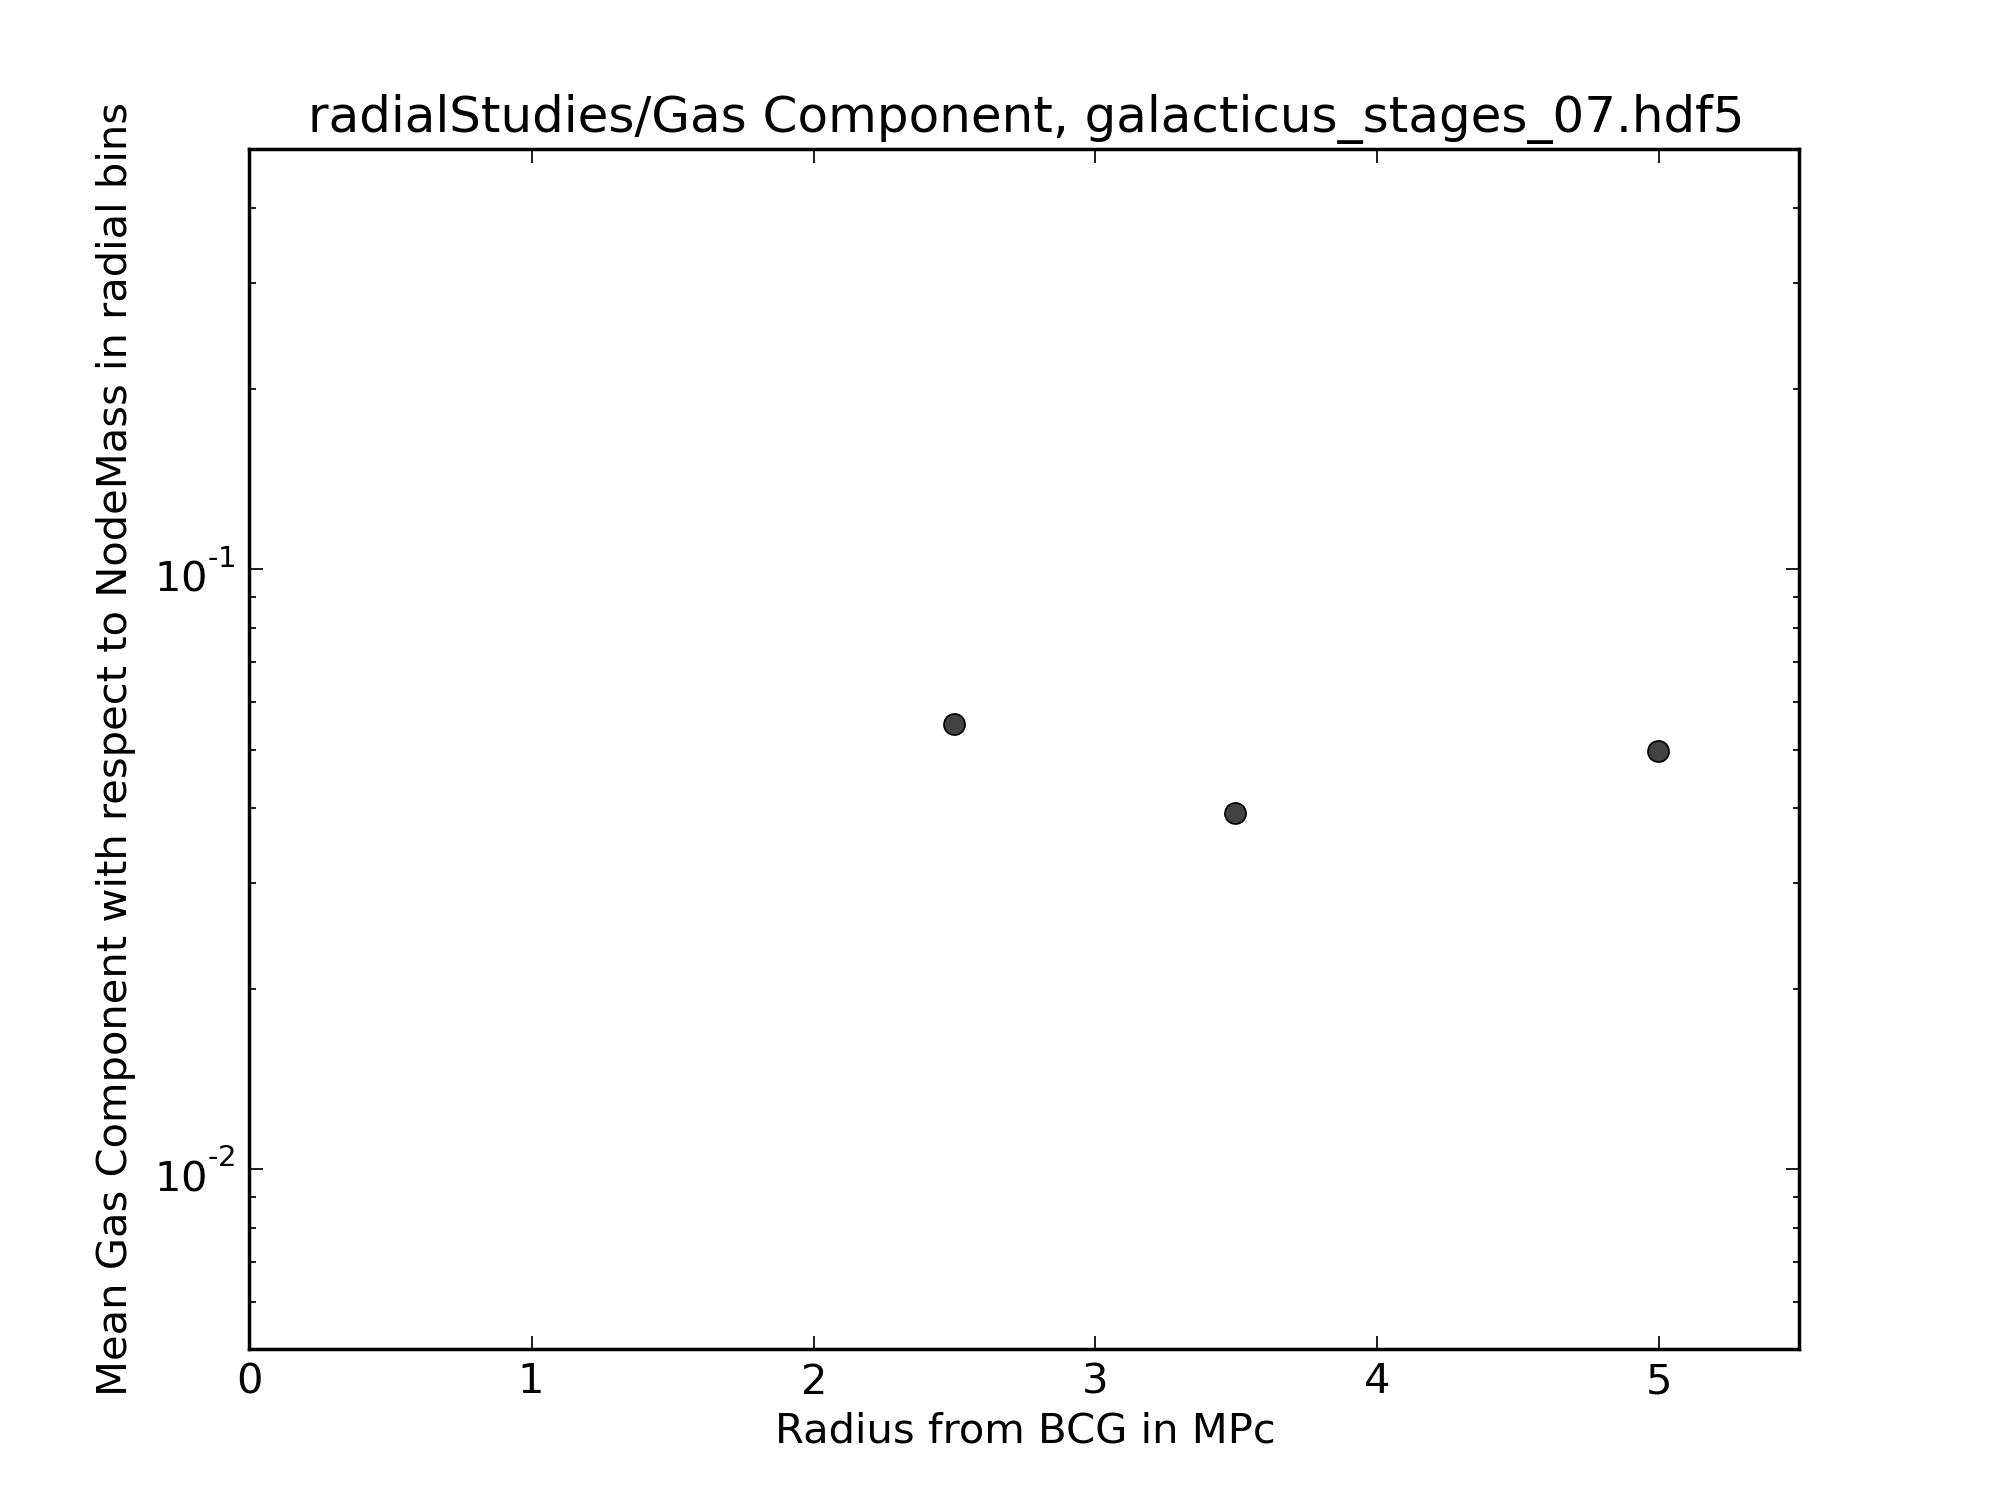 radialStudies/Gas Component, galacticus_stages_07.hdf5
Mean Gas Component with respect to NodeMass in radial bins
10-1
10-2
0 1 2 3 4 5
Radius from BCG in MPc